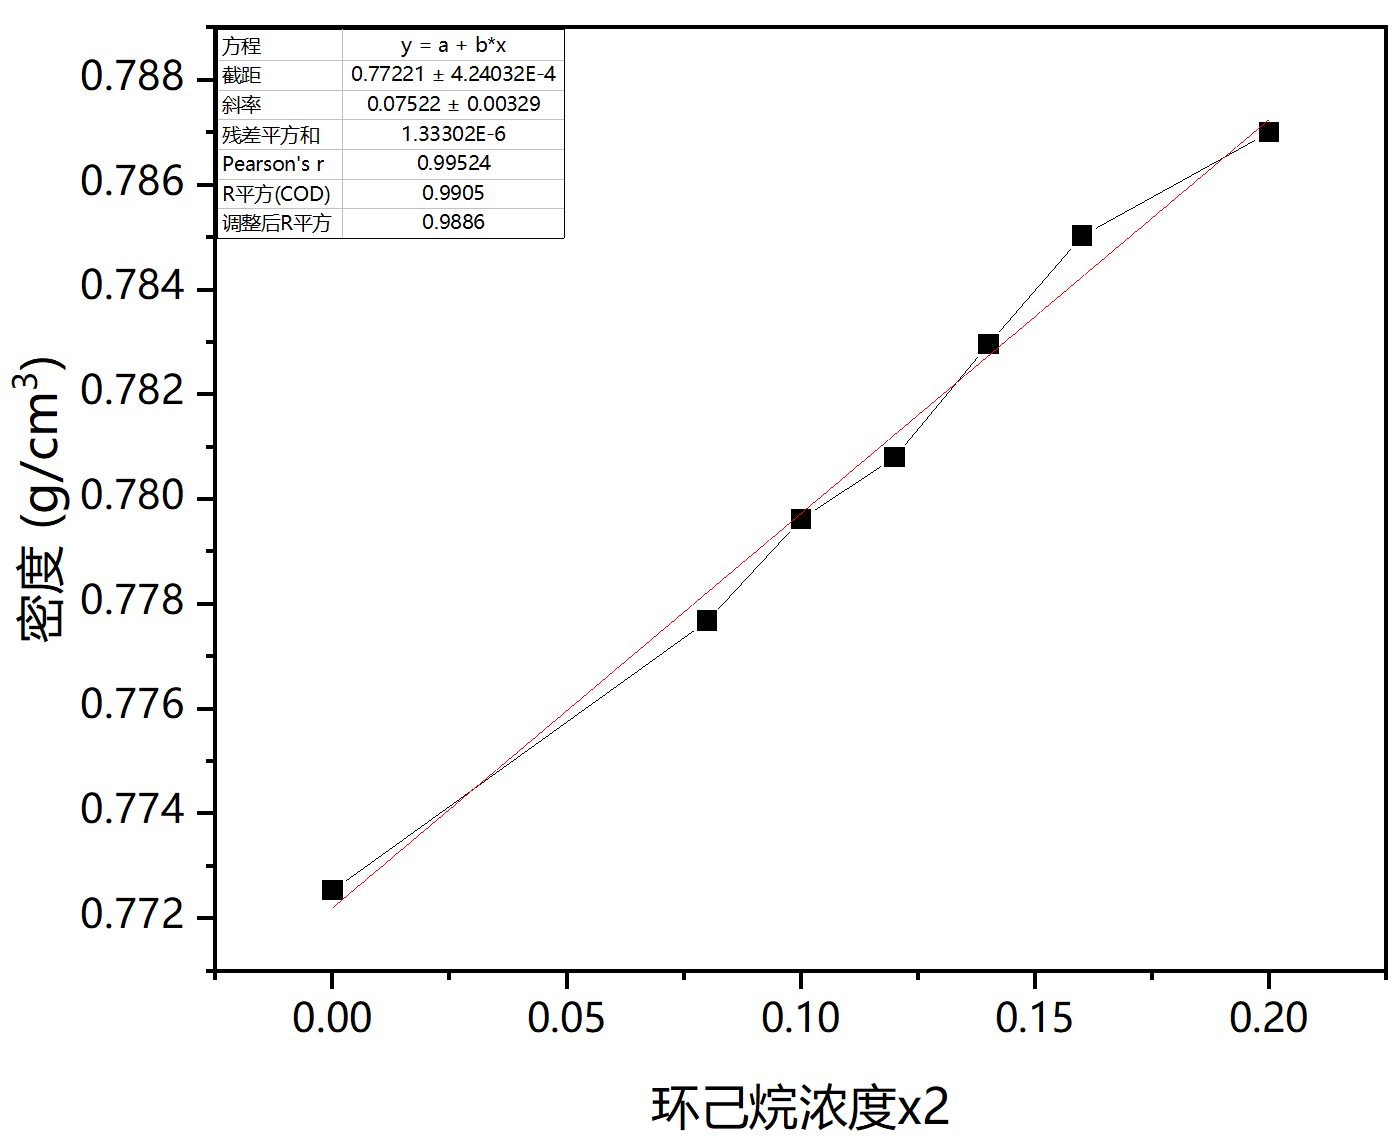 方程 y = a + b*x
截距 0.77221 ± 4.24032E-4
斜率 0.07522 ± 0.00329
残差平方和 1.33302E-6
Pearson's r 0.99524
R平方(COD) 0.9905
调整后R平方 0.9886
0.788
0.786
0.784
0.782
0.780
0.778
0.776
0.774
0.772
密度 (g/cm³)
0.00 0.05 0.10 0.15 0.20
环己烷浓度x2